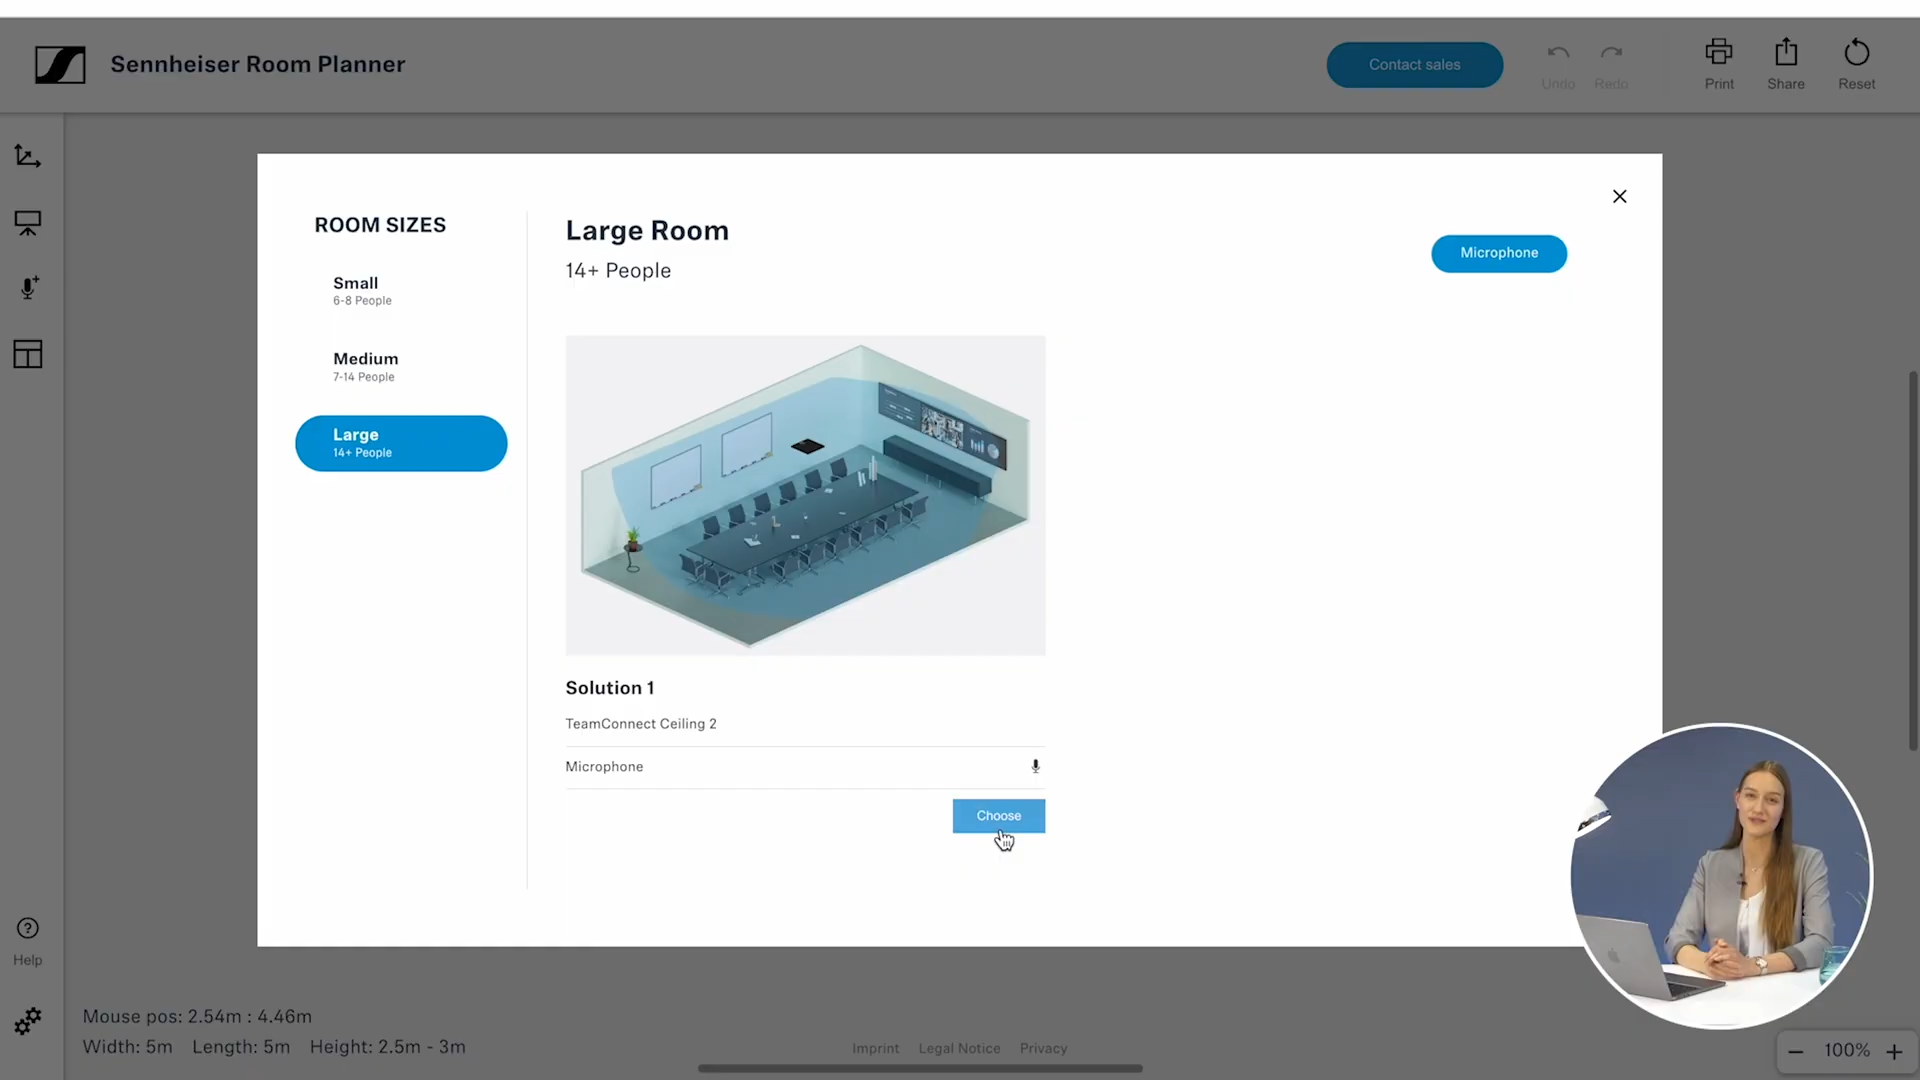 Sennheiser Room Planner
Contact sales
Undo
Redo
Print
Share
Reset
ROOM SIZES
Small
6-8 People
Medium
7-14 People
Large
14+ People
Large Room
14+ People
Microphone
Solution 1
TeamConnect Ceiling 2
Microphone
Choose
Help
Mouse pos: 2.54m : 4.46m
Width: 5m Length: 5m Height: 2.5m - 3m
Imprint Legal Notice Privacy
100%